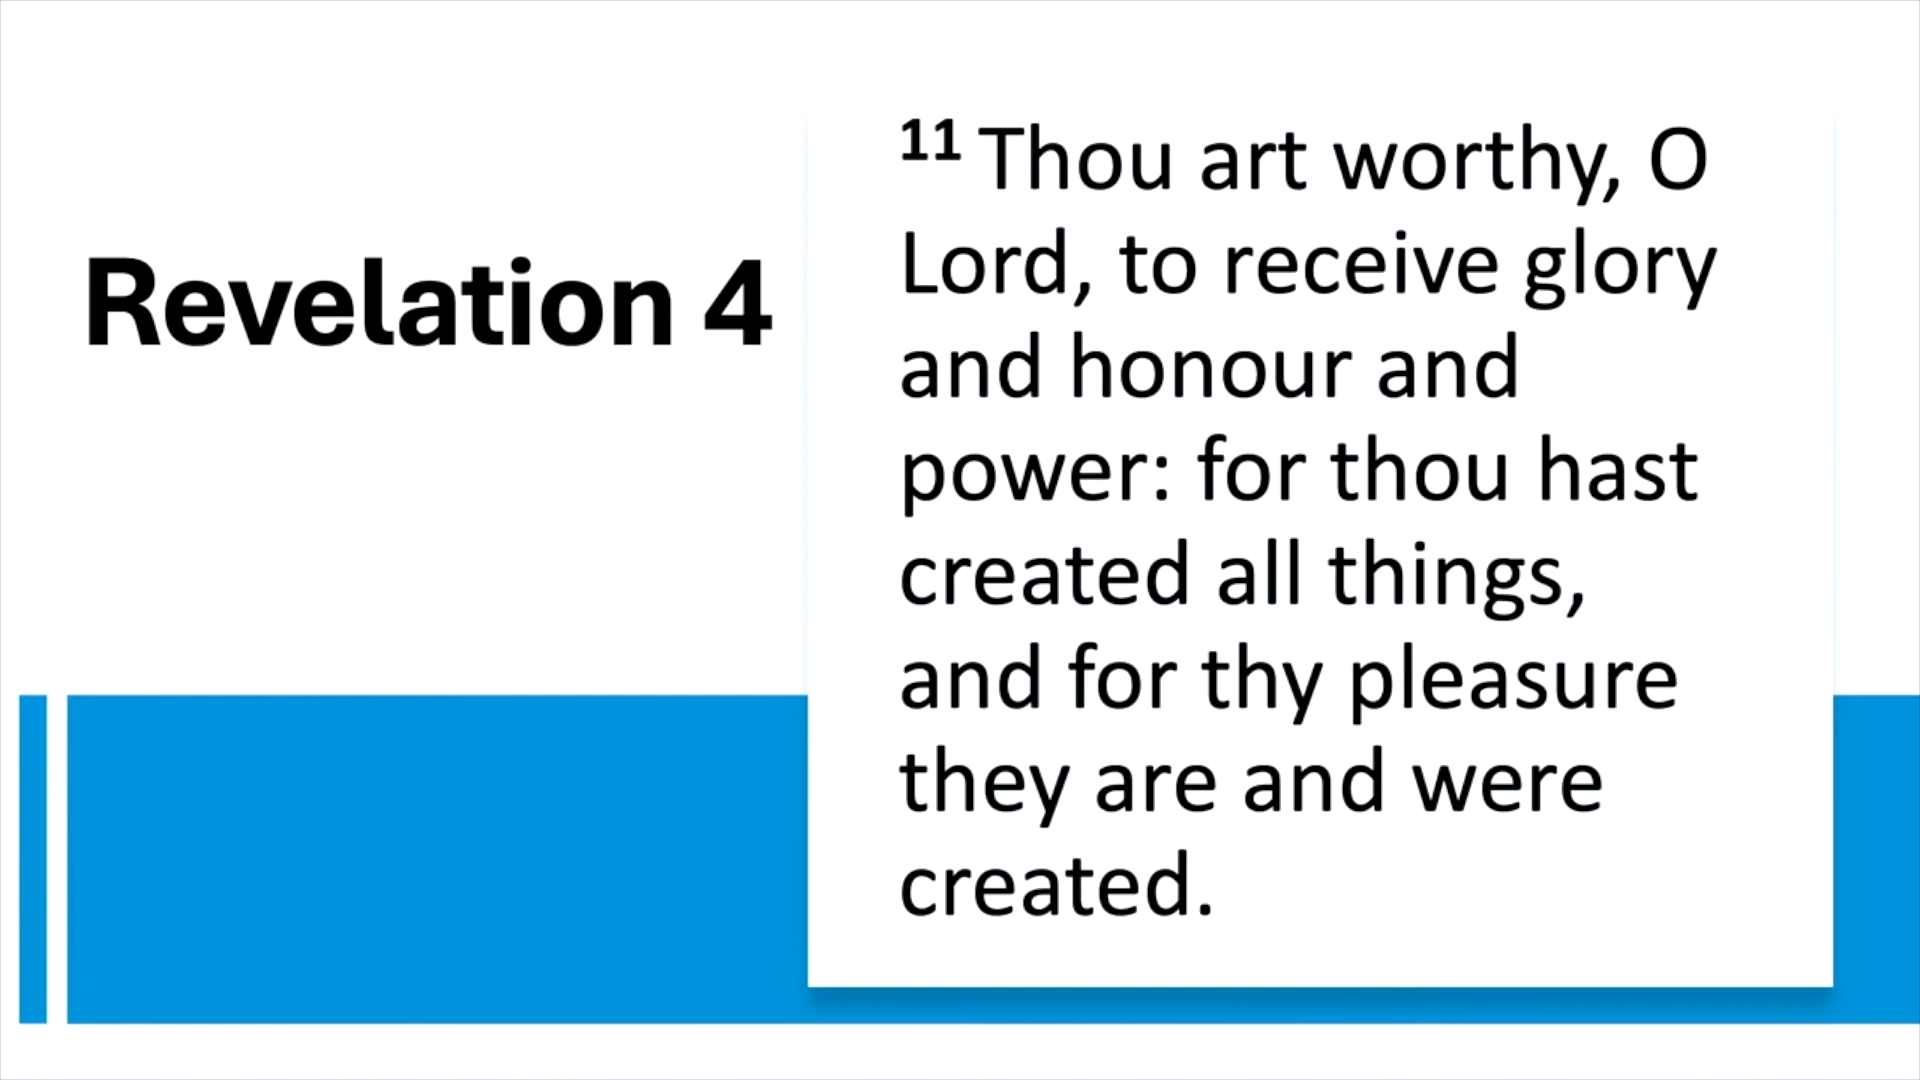 Revelation 4
11 Thou art worthy, O
Lord, to receive glory
and honour and
power: for thou hast
created all things,
and for thy pleasure
they are and were
created.